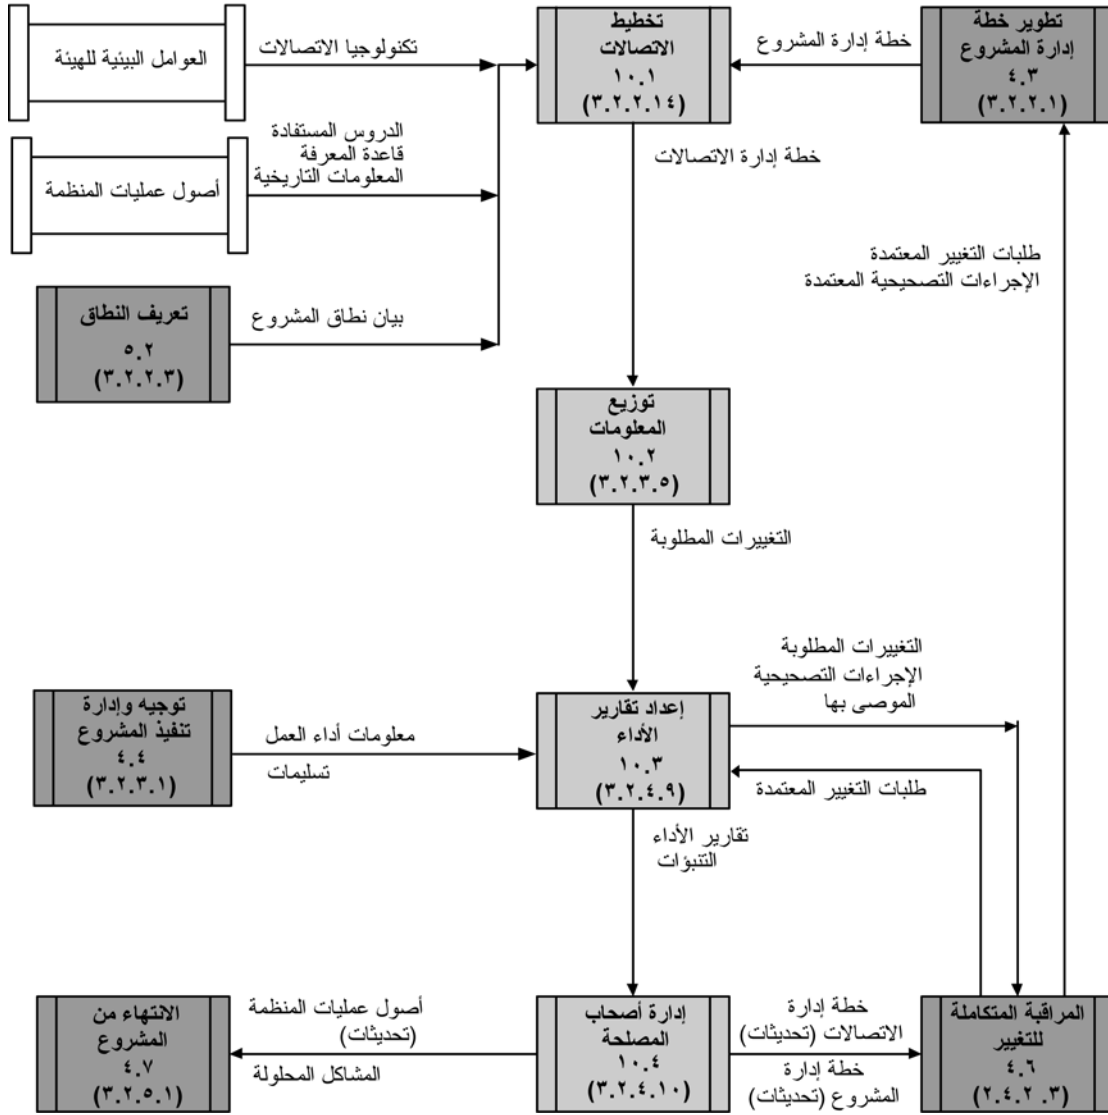 تطوير خطة
إدارة المشروع
٤.٣
(٣.٢.٢.١)
خطة إدارة المشروع
تخطيط
الاتصالات
١٠.١
(٣.٢.٢.١٤)
تكنولوجيا الاتصالات
العوامل البيئية للهيئة
الدروس المستفادة
قاعدة المعرفة
المعلومات التاريخية
أصول عمليات المنظمة
خطة إدارة الاتصالات
طلبات التغيير المعتمدة
الإجراءات التصحيحية المعتمدة
بيان نطاق المشروع
تعريف النطاق
٥.٢
(٣.٢.٢.٣)
توزيع
المعلومات
١٠.٢
(٣.٢.٣.٥)
التغييرات المطلوبة
التغييرات المطلوبة
الإجراءات التصحيحية
الموصى بها
طلبات التغيير المعتمدة
إعداد تقارير
الأداء
١٠.٣
(٣.٢.٤.٩)
معلومات أداء العمل
تسليمات
توجيه وإدارة
تنفيذ المشروع
٤.٤
(٣.٢.٣.١)
تقارير الأداء
التنبؤات
المراقبة المتكاملة
للتغيير
٤.٦
(٢.٤.٢.٣)
خطة إدارة
الاتصالات (تحديثات)
خطة إدارة
المشروع (تحديثات)
إدارة أصحاب
المصلحة
١٠.٤
(٣.٢.٤.١٠)
أصول عمليات المنظمة
(تحديثات)
المشاكل المحلولة
الانتهاء من
المشروع
٤.٧
(٣.٢.٥.١)